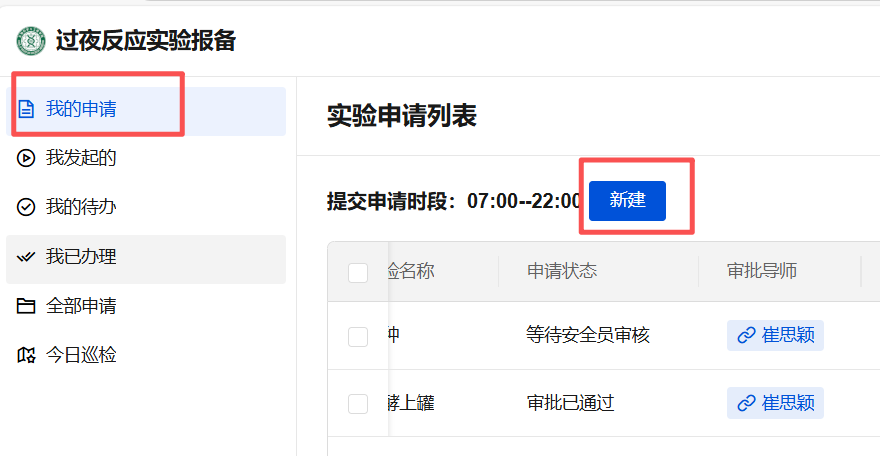 过夜反应实验报备
我的申请
我发起的
我的待办
我已办理
全部申请
今日巡检
实验申请列表
提交申请时段：07:00--22:00
新建
验名称 申请状态 审批导师
种 等待安全员审核 崔思颖
酵上罐 审批已通过 崔思颖